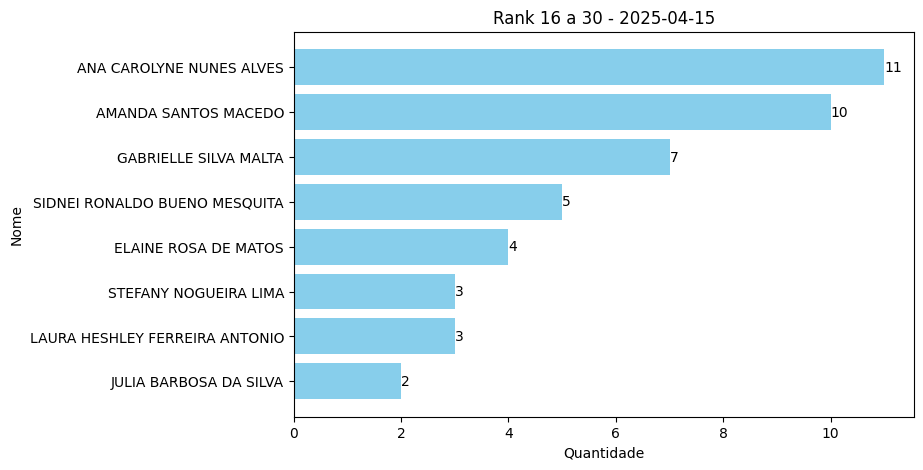 Rank 16 a 30 - 2025-04-15
Nome
ANA CAROLYNE NUNES ALVES
11
AMANDA SANTOS MACEDO
10
GABRIELLE SILVA MALTA
7
SIDNEI RONALDO BUENO MESQUITA
5
ELAINE ROSA DE MATOS
4
STEFANY NOGUEIRA LIMA
3
LAURA HESHLEY FERREIRA ANTONIO
3
JULIA BARBOSA DA SILVA
2
0 2 4 6 8 10
Quantidade